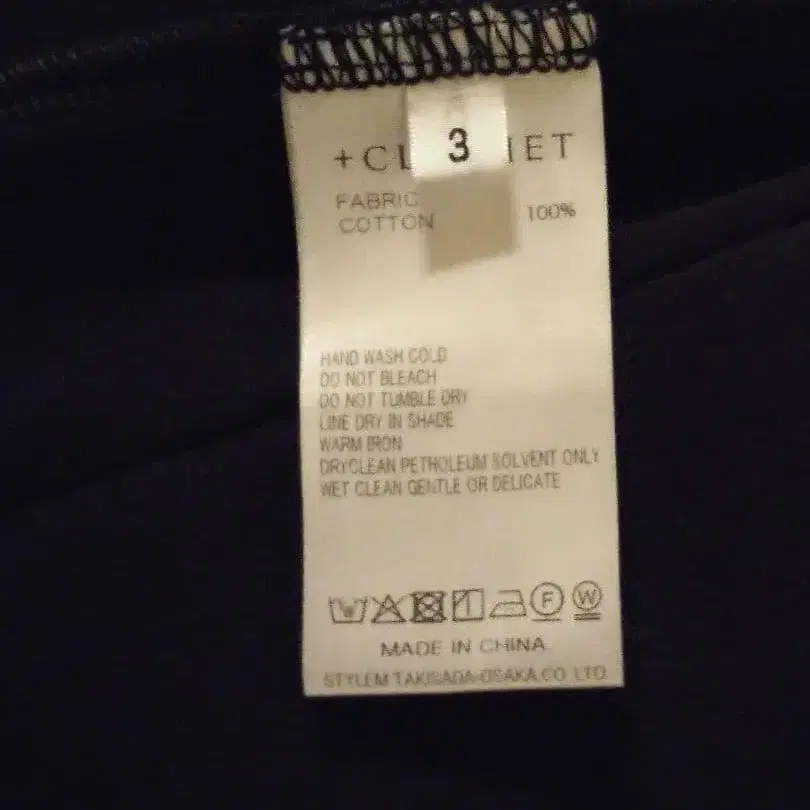 3
+CL IET
FABRIC
COTTON 100%
HAND WASH COLD
DO NOT BLEACH
DO NOT TUMBLE DRY
LINE DRY IN SHADE
WARM IRON
DRYCLEAN PETHOLEUM SOLVENT ONLY
WET CLEAN GENTLE OR DELICATE
F W
MADE IN CHINA
STYLEM TAKISADA-OSAKA.CO.,LTD.